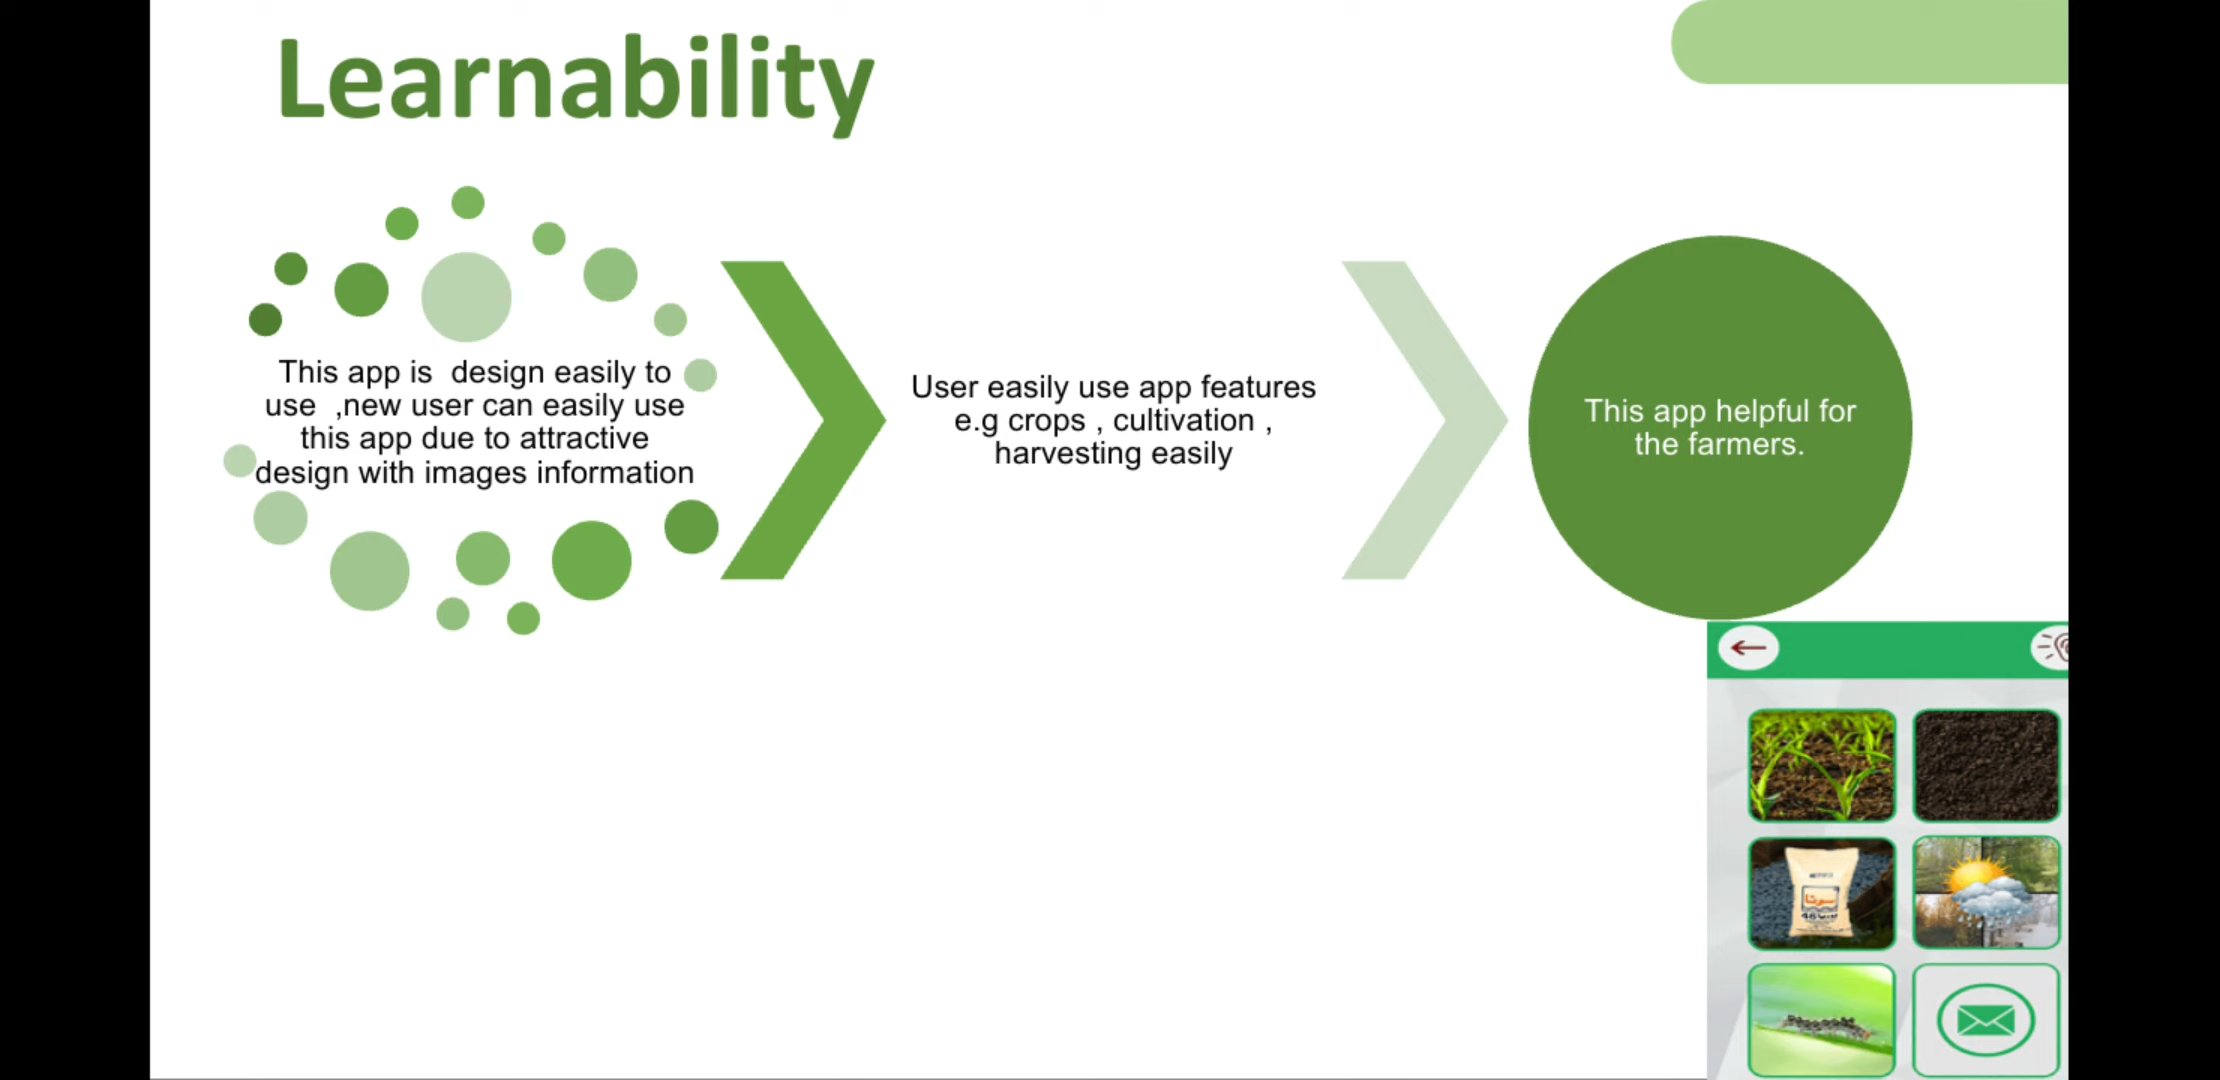 Learnability
This app is design easily to
use ,new user can easily use
this app due to attractive
design with images information
User easily use app features
e.g crops , cultivation ,
harvesting easily
This app helpful for
the farmers.
سونا